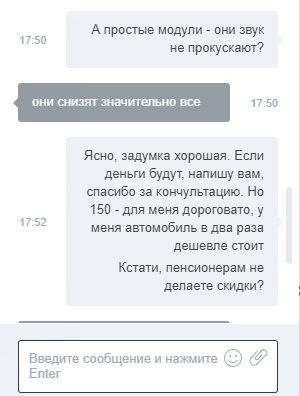 А простые модули - они звук
не прокускают?
17:50
они снизят значительно все
17:50
Ясно, задумка хорошая. Если
деньги будут, напишу вам,
спасибо за кончультацию. Но
150 - для меня дороговато, у
меня автомобиль в два раза
дешевле стоит
17:52
Кстати, пенсионерам не
делаете скидки?
Введите сообщение и нажмите
Enter